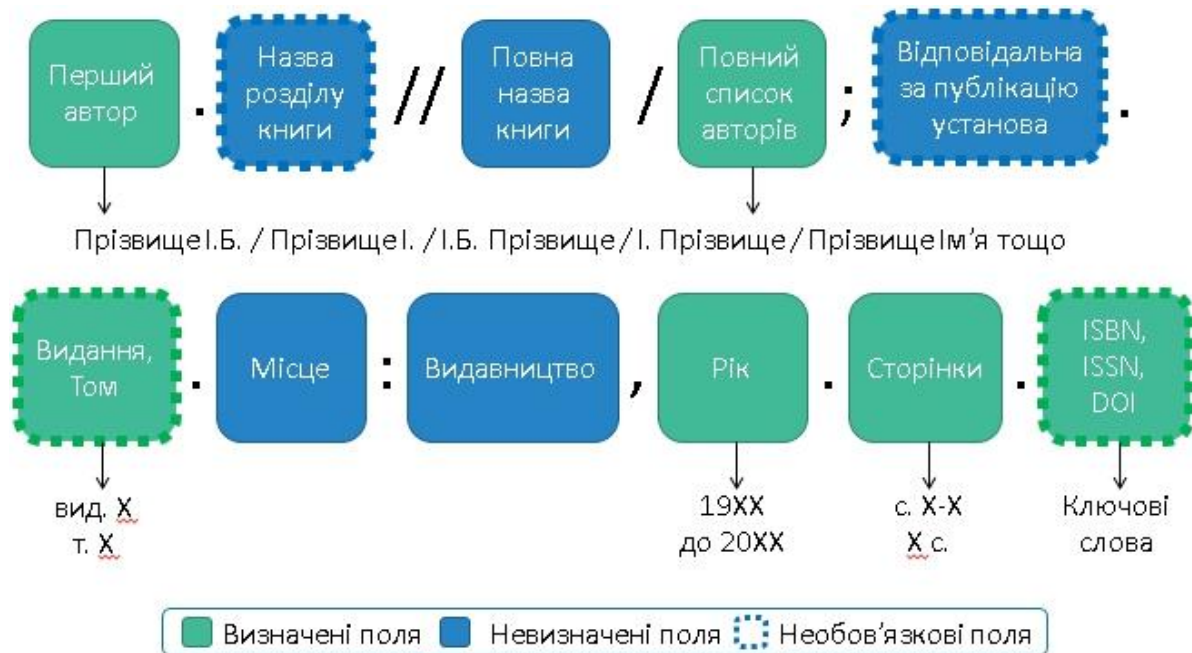 Перший автор . Назва розділу книги // Повна назва книги / Повний список авторів ; Відповідальна за публікацію установа .
Прізвище І.Б. / Прізвище І. / І.Б. Прізвище / І. Прізвище / Прізвище Ім'я тощо
Видання, Том . Місце : Видавництво , Рік . Сторінки . ISBN, ISSN, DOI
вид. X
т. X
19XX
до 20XX
с. X-X
X с.
Ключові
слова
Визначені поля Невизначені поля Необов'язкові поля